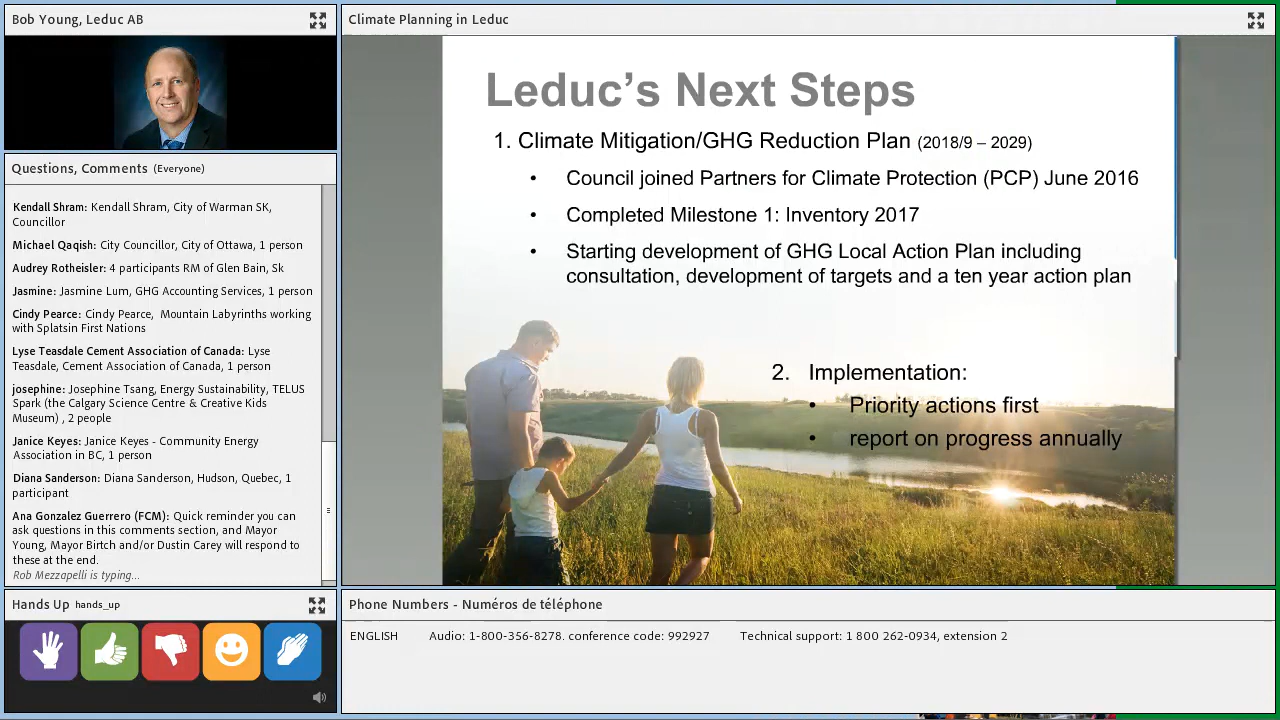 Bob Young, Leduc AB
Questions, Comments (Everyone)
Kendall Shram: Kendall Shram, City of Warman SK,
Councillor
Michael Qaqish: City Councillor, City of Ottawa, 1 person
Audrey Rotheisler: 4 participants RM of Glen Bain, Sk
Jasmine: Jasmine Lum, GHG Accounting Services, 1 person
Cindy Pearce: Cindy Pearce, Mountain Labyrinths working
with Splatsin First Nations
Lyse Teasdale Cement Association of Canada: Lyse
Teasdale, Cement Association of Canada, 1 person
josephine: Josephine Tsang, Energy Sustainability, TELUS
Spark (the Calgary Science Centre & Creative Kids
Museum) , 2 people
Janice Keyes: Janice Keyes - Community Energy
Association in BC, 1 person
Diana Sanderson: Diana Sanderson, Hudson, Quebec, 1
participant
Ana Gonzalez Guerrero (FCM): Quick reminder you can
ask questions in this comments section, and Mayor
Young, Mayor Birtch and/or Dustin Carey will respond to
these at the end.
Rob Mezzapelli is typing...
Hands Up hands_up
Climate Planning in Leduc
Leduc's Next Steps
1. Climate Mitigation/GHG Reduction Plan (2018/9 – 2029)
• Council joined Partners for Climate Protection (PCP) June 2016
• Completed Milestone 1: Inventory 2017
• Starting development of GHG Local Action Plan including
consultation, development of targets and a ten year action plan
2. Implementation:
• Priority actions first
• report on progress annually
Phone Numbers - Numéros de téléphone
ENGLISH Audio: 1-800-356-8278. conference code: 992927 Technical support: 1 800 262-0934, extension 2